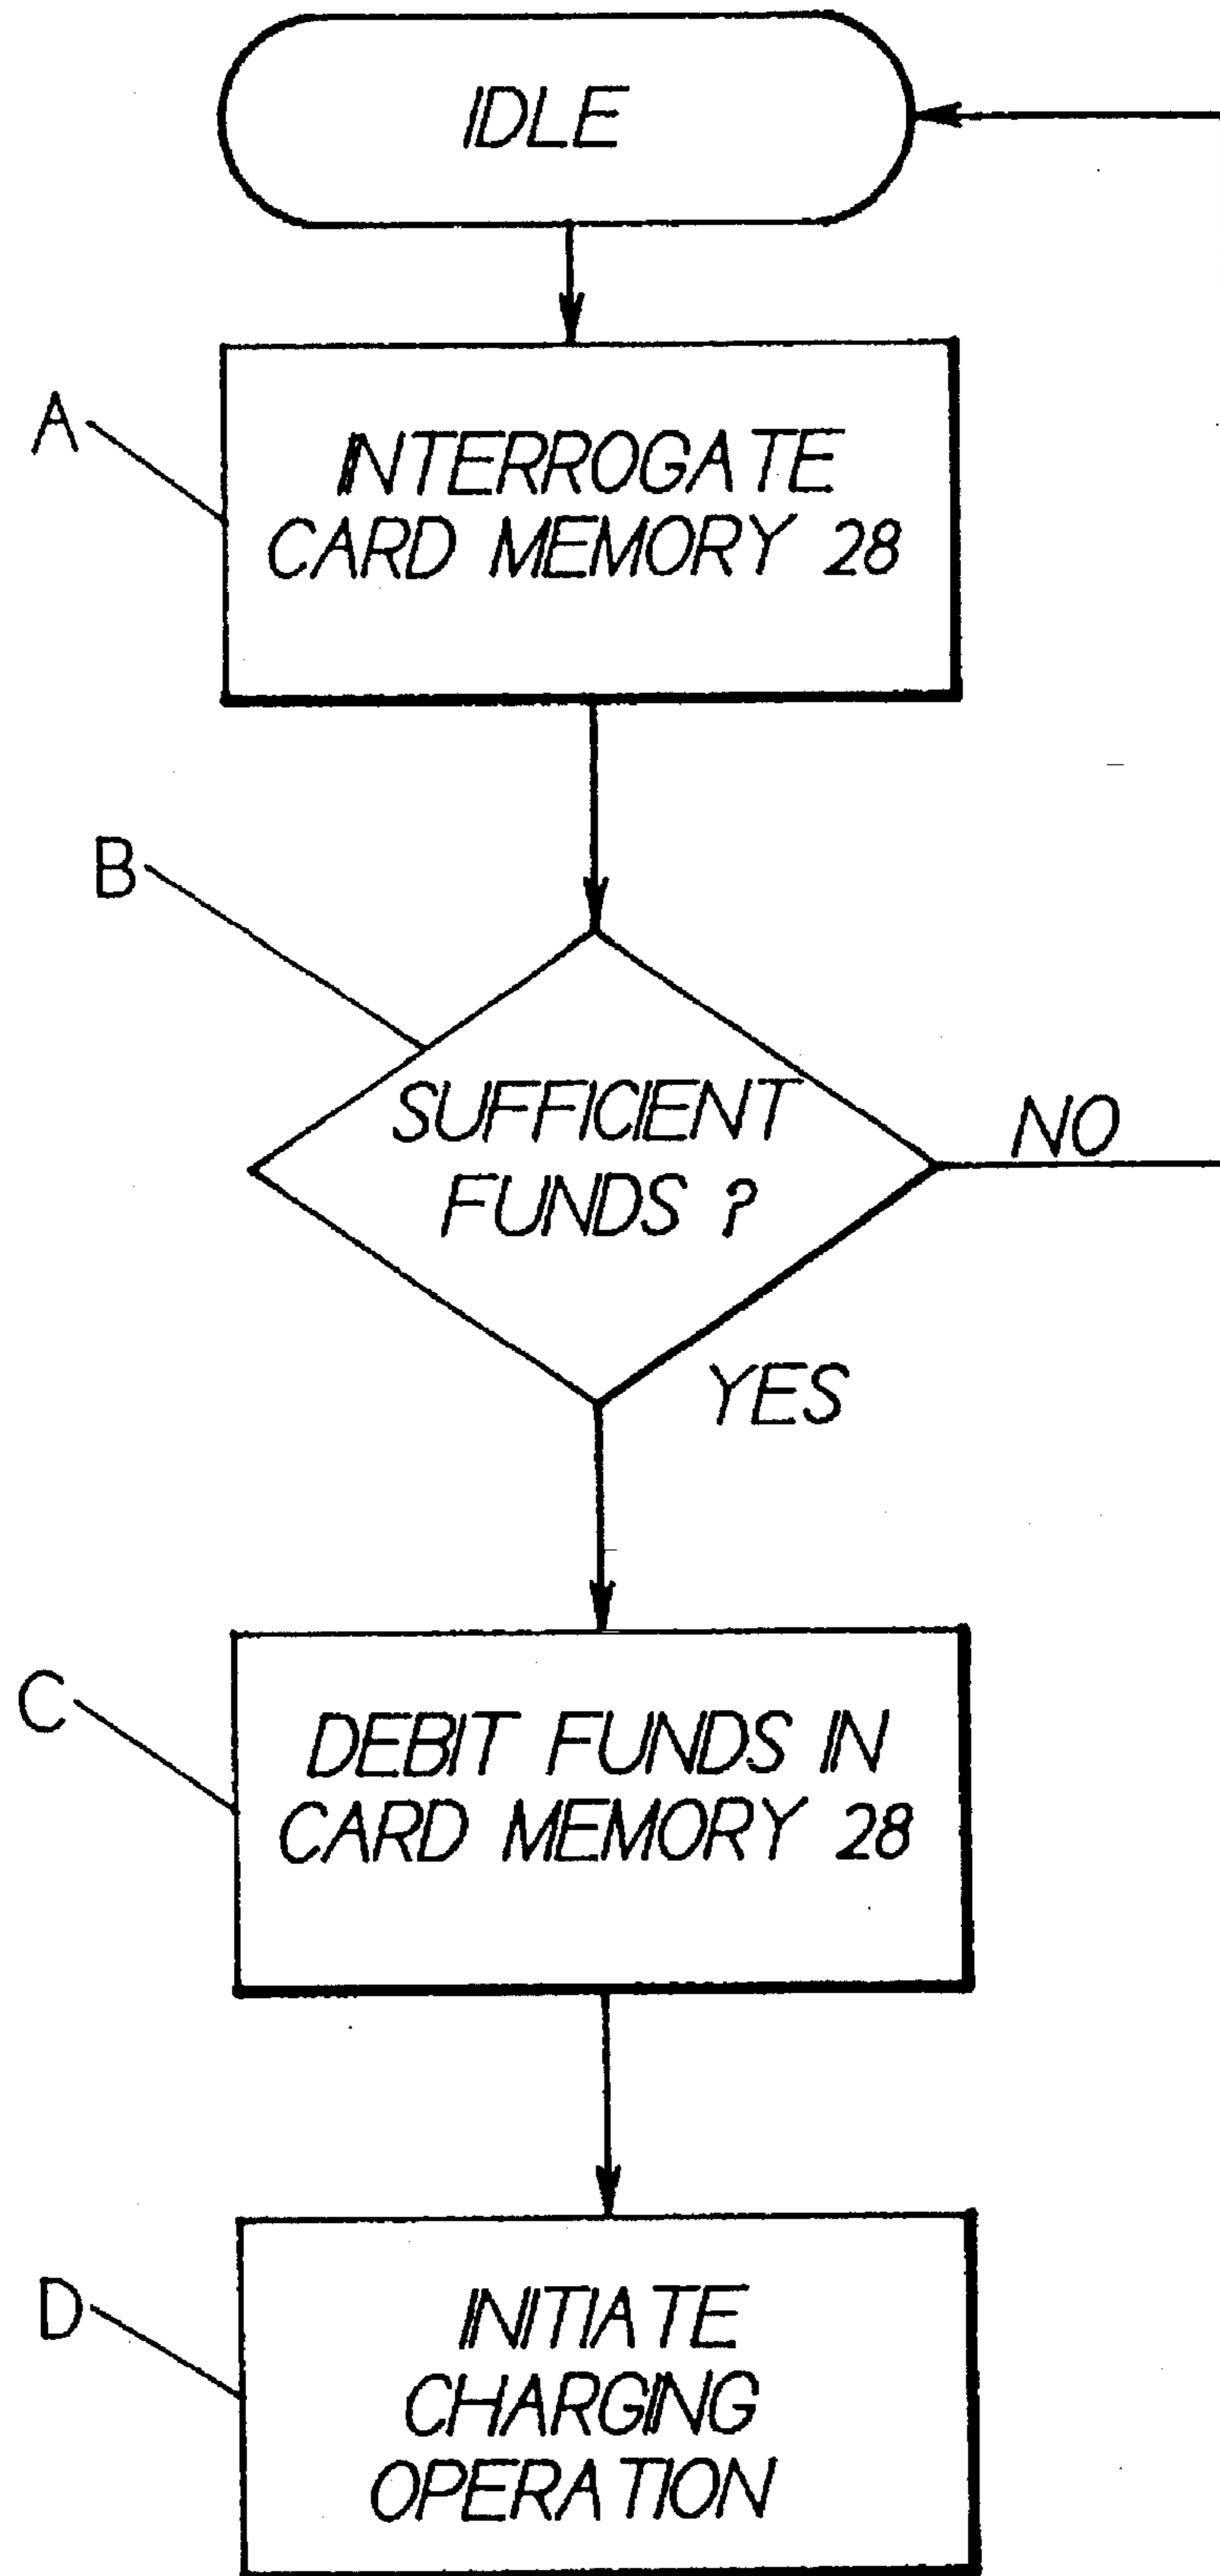 IDLE
A
INTERROGATE
CARD MEMORY 28
B
SUFFICIENT
FUNDS ?
NO
YES
C
DEBIT FUNDS IN
CARD MEMORY 28
D
INITIATE
CHARGING
OPERATION